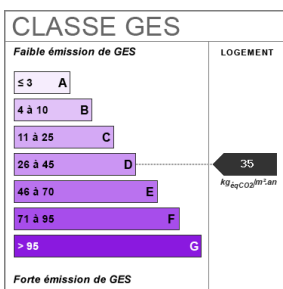 CLASSE GES
Faible émission de GES
LOGEMENT
≤ 3 A
4 à 10 B
11 à 25 C
26 à 45 D
35
kgéqCO2/m².an
46 à 70 E
71 à 95 F
> 95 G
Forte émission de GES